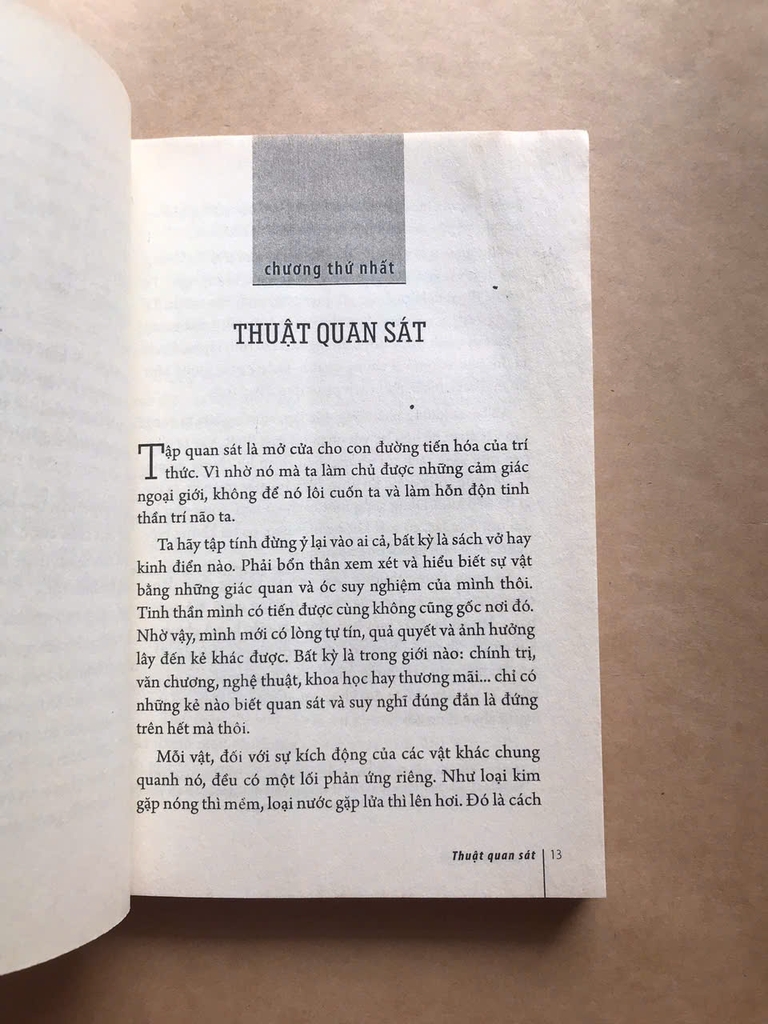 chương thứ nhất
THUẬT QUAN SÁT
Tập quan sát là mở cửa cho con đường tiến hóa của trí
thức. Vì nhờ nó mà ta làm chủ được những cảm giác
ngoại giới, không để nó lôi cuốn ta và làm hỗn độn tinh
thần trí não ta.
Ta hãy tập tính đừng ỷ lại vào ai cả, bất kỳ là sách vở hay
kinh điển nào. Phải bổn thân xem xét và hiểu biết sự vật
bằng những giác quan và óc suy nghiệm của mình thôi.
Tinh thần mình có tiến được cùng không cũng gốc nơi đó.
Nhờ vậy, mình mới có lòng tự tín, quả quyết và ảnh hưởng
lây đến kẻ khác được. Bất kỳ là trong giới nào: chính trị,
văn chương, nghệ thuật, khoa học hay thương mãi... chỉ có
những kẻ nào biết quan sát và suy nghĩ đúng đắn là đứng
trên hết mà thôi.
Mỗi vật, đối với sự kích động của các vật khác chung
quanh nó, đều có một lối phản ứng riêng. Như loại kim
gặp nóng thì mềm, loại nước gặp lửa thì lên hơi. Đó là cách
Thuật quan sát 13